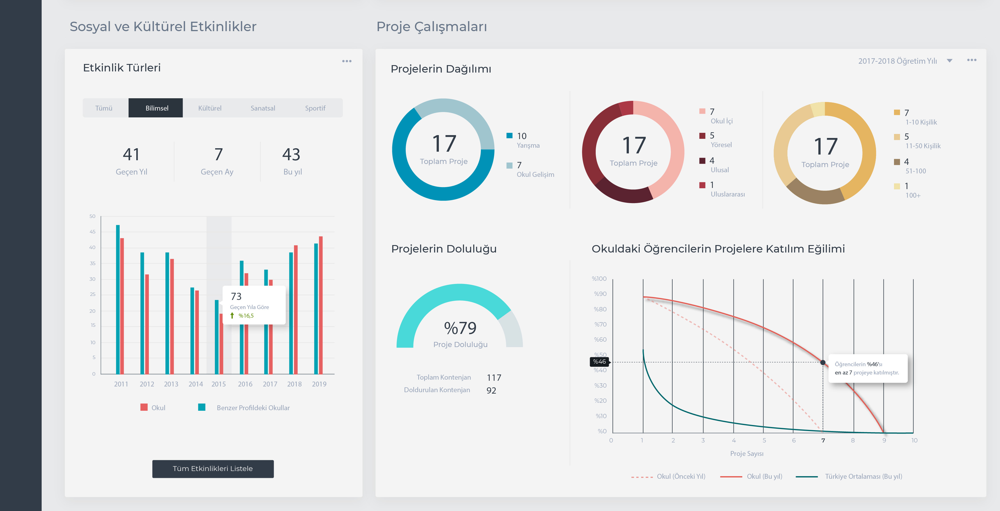 Sosyal ve Kültürel Etkinlikler
Etkinlik Türleri
Tümü Bilimsel Kültürel Sanatsal Sportif
41 7 43
Geçen Yıl Geçen Ay Bu yıl
50
45
40
35
30
25
20
15
10
5
0
73
Geçen Yıla Göre
%16,5
2011 2012 2013 2014 2015 2016 2017 2018 2019
Okul Benzer Profildeki Okullar
Tüm Etkinlikleri Listele
Proje Çalışmaları
Projelerin Dağılımı
2017-2018 Öğretim Yılı
17
Toplam Proje
10
Yarışma
7
Okul Gelişim
17
Toplam Proje
7
Okul İçi
5
Yöresel
4
Ulusal
1
Uluslararası
17
Toplam Proje
7
1-10 Kişilik
5
11-50 Kişilik
4
51-100
1
100+
Projelerin Doluluğu
%79
Proje Doluluğu
Toplam Kontenjan 117
Doldurulan Kontenjan 92
Okuldaki Öğrencilerin Projelere Katılım Eğilimi
%100
%90
%80
%70
%60
%50
%46
%40
%30
%20
%10
%0
Öğrencilerin %46'sı
en az 7 projeye katılmıştır.
0 1 2 3 4 5 6 7 8 9 10
Proje Sayısı
Okul (Önceki Yıl) Okul (Bu yıl) Türkiye Ortalaması (Bu yıl)